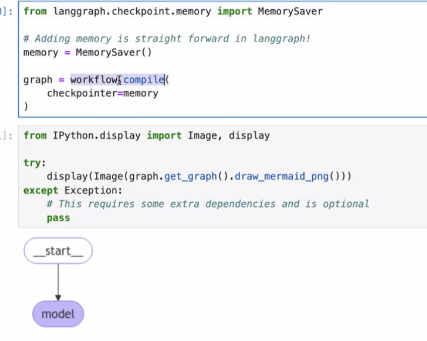 ]: from langgraph.checkpoint.memory import MemorySaver
# Adding memory is straight forward in langgraph!
memory = MemorySaver()
graph = workflow.compile(
    checkpointer=memory
)
]: from IPython.display import Image, display
try:
    display(Image(graph.get_graph().draw_mermaid_png()))
except Exception:
    # This requires some extra dependencies and is optional
    pass
__start__
model